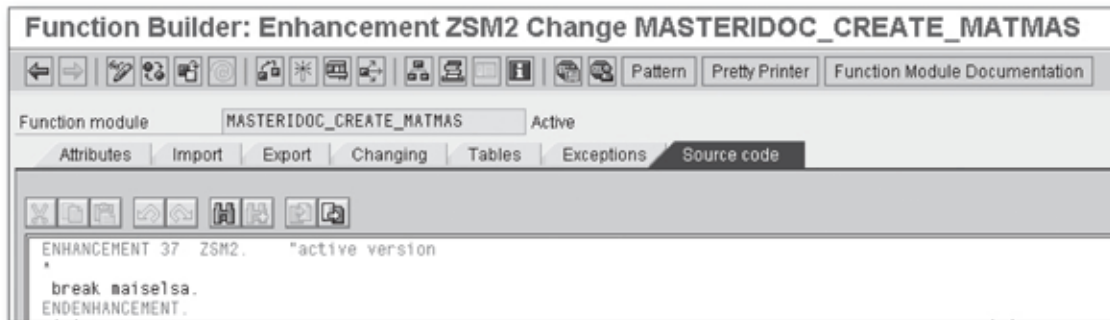 Function Builder: Enhancement ZSM2 Change MASTERIDOC_CREATE_MATMAS
Pattern Pretty Printer Function Module Documentation
Function module MASTERIDOC_CREATE_MATMAS Active
Attributes Import Export Changing Tables Exceptions Source code
ENHANCEMENT 37 ZSM2. "active version
*
break maiselsa.
ENDENHANCEMENT.